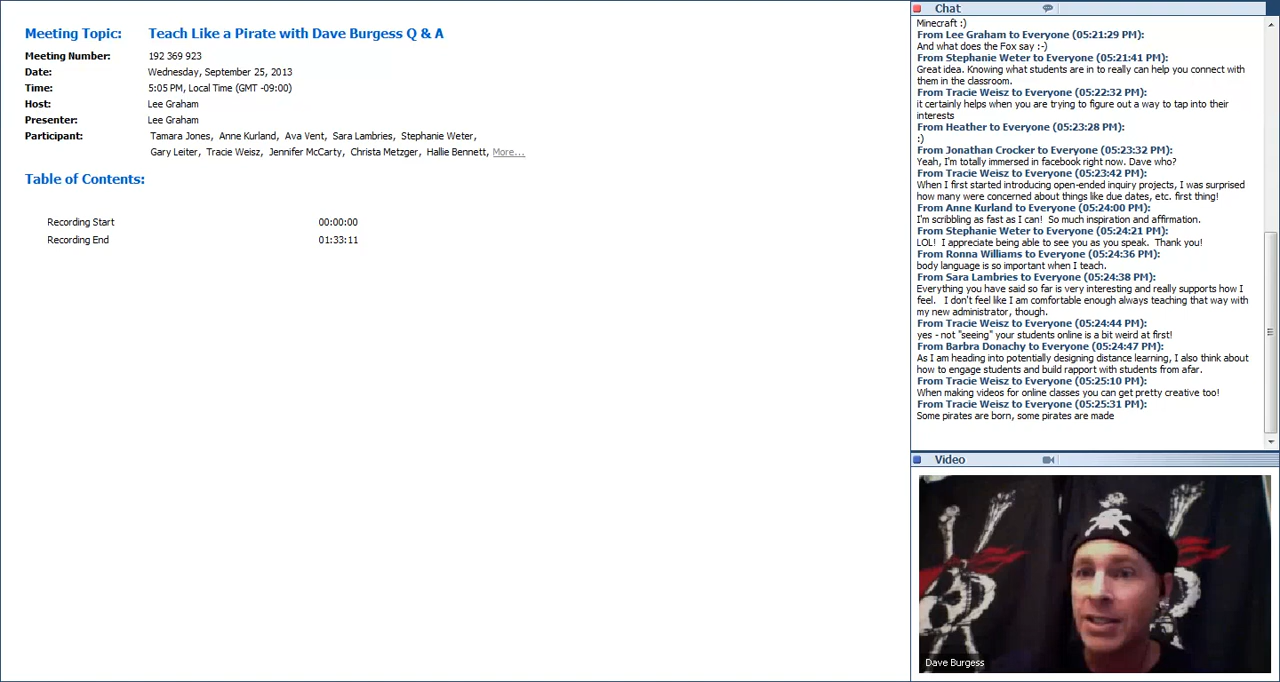 Meeting Topic: Teach Like a Pirate with Dave Burgess Q & A
Meeting Number: 192 369 923
Date: Wednesday, September 25, 2013
Time: 5:05 PM, Local Time (GMT -09:00)
Host: Lee Graham
Presenter: Lee Graham
Participant: Tamara Jones, Anne Kurland, Ava Vent, Sara Lambries, Stephanie Weter,
Gary Leiter, Tracie Weisz, Jennifer McCarty, Christa Metzger, Hallie Bennett, More...
Table of Contents:
Recording Start 00:00:00
Recording End 01:33:11
Chat
Minecraft :)
From Lee Graham to Everyone (05:21:29 PM):
And what does the Fox say :-)
From Stephanie Weter to Everyone (05:21:41 PM):
Great idea. Knowing what students are in to really can help you connect with
them in the classroom.
From Tracie Weisz to Everyone (05:22:32 PM):
it certainly helps when you are trying to figure out a way to tap into their
interests
From Heather to Everyone (05:23:28 PM):
:)
From Jonathan Crocker to Everyone (05:23:32 PM):
Yeah, I'm totally immersed in facebook right now. Dave who?
From Tracie Weisz to Everyone (05:23:42 PM):
When I first started introducing open-ended inquiry projects, I was surprised
how many were concerned about things like due dates, etc. first thing!
From Anne Kurland to Everyone (05:24:00 PM):
I'm scribbling as fast as I can! So much inspiration and affirmation.
From Stephanie Weter to Everyone (05:24:21 PM):
LOL! I appreciate being able to see you as you speak. Thank you!
From Ronna Williams to Everyone (05:24:36 PM):
body language is so important when I teach.
From Sara Lambries to Everyone (05:24:38 PM):
Everything you have said so far is very interesting and really supports how I
feel. I don't feel like I am comfortable enough always teaching that way with
my new administrator, though.
From Tracie Weisz to Everyone (05:24:44 PM):
yes - not "seeing" your students online is a bit weird at first!
From Barbra Donachy to Everyone (05:24:47 PM):
As I am heading into potentially designing distance learning, I also think about
how to engage students and build rapport with students from afar.
From Tracie Weisz to Everyone (05:25:10 PM):
When making videos for online classes you can get pretty creative too!
From Tracie Weisz to Everyone (05:25:31 PM):
Some pirates are born, some pirates are made
Video
Dave Burgess